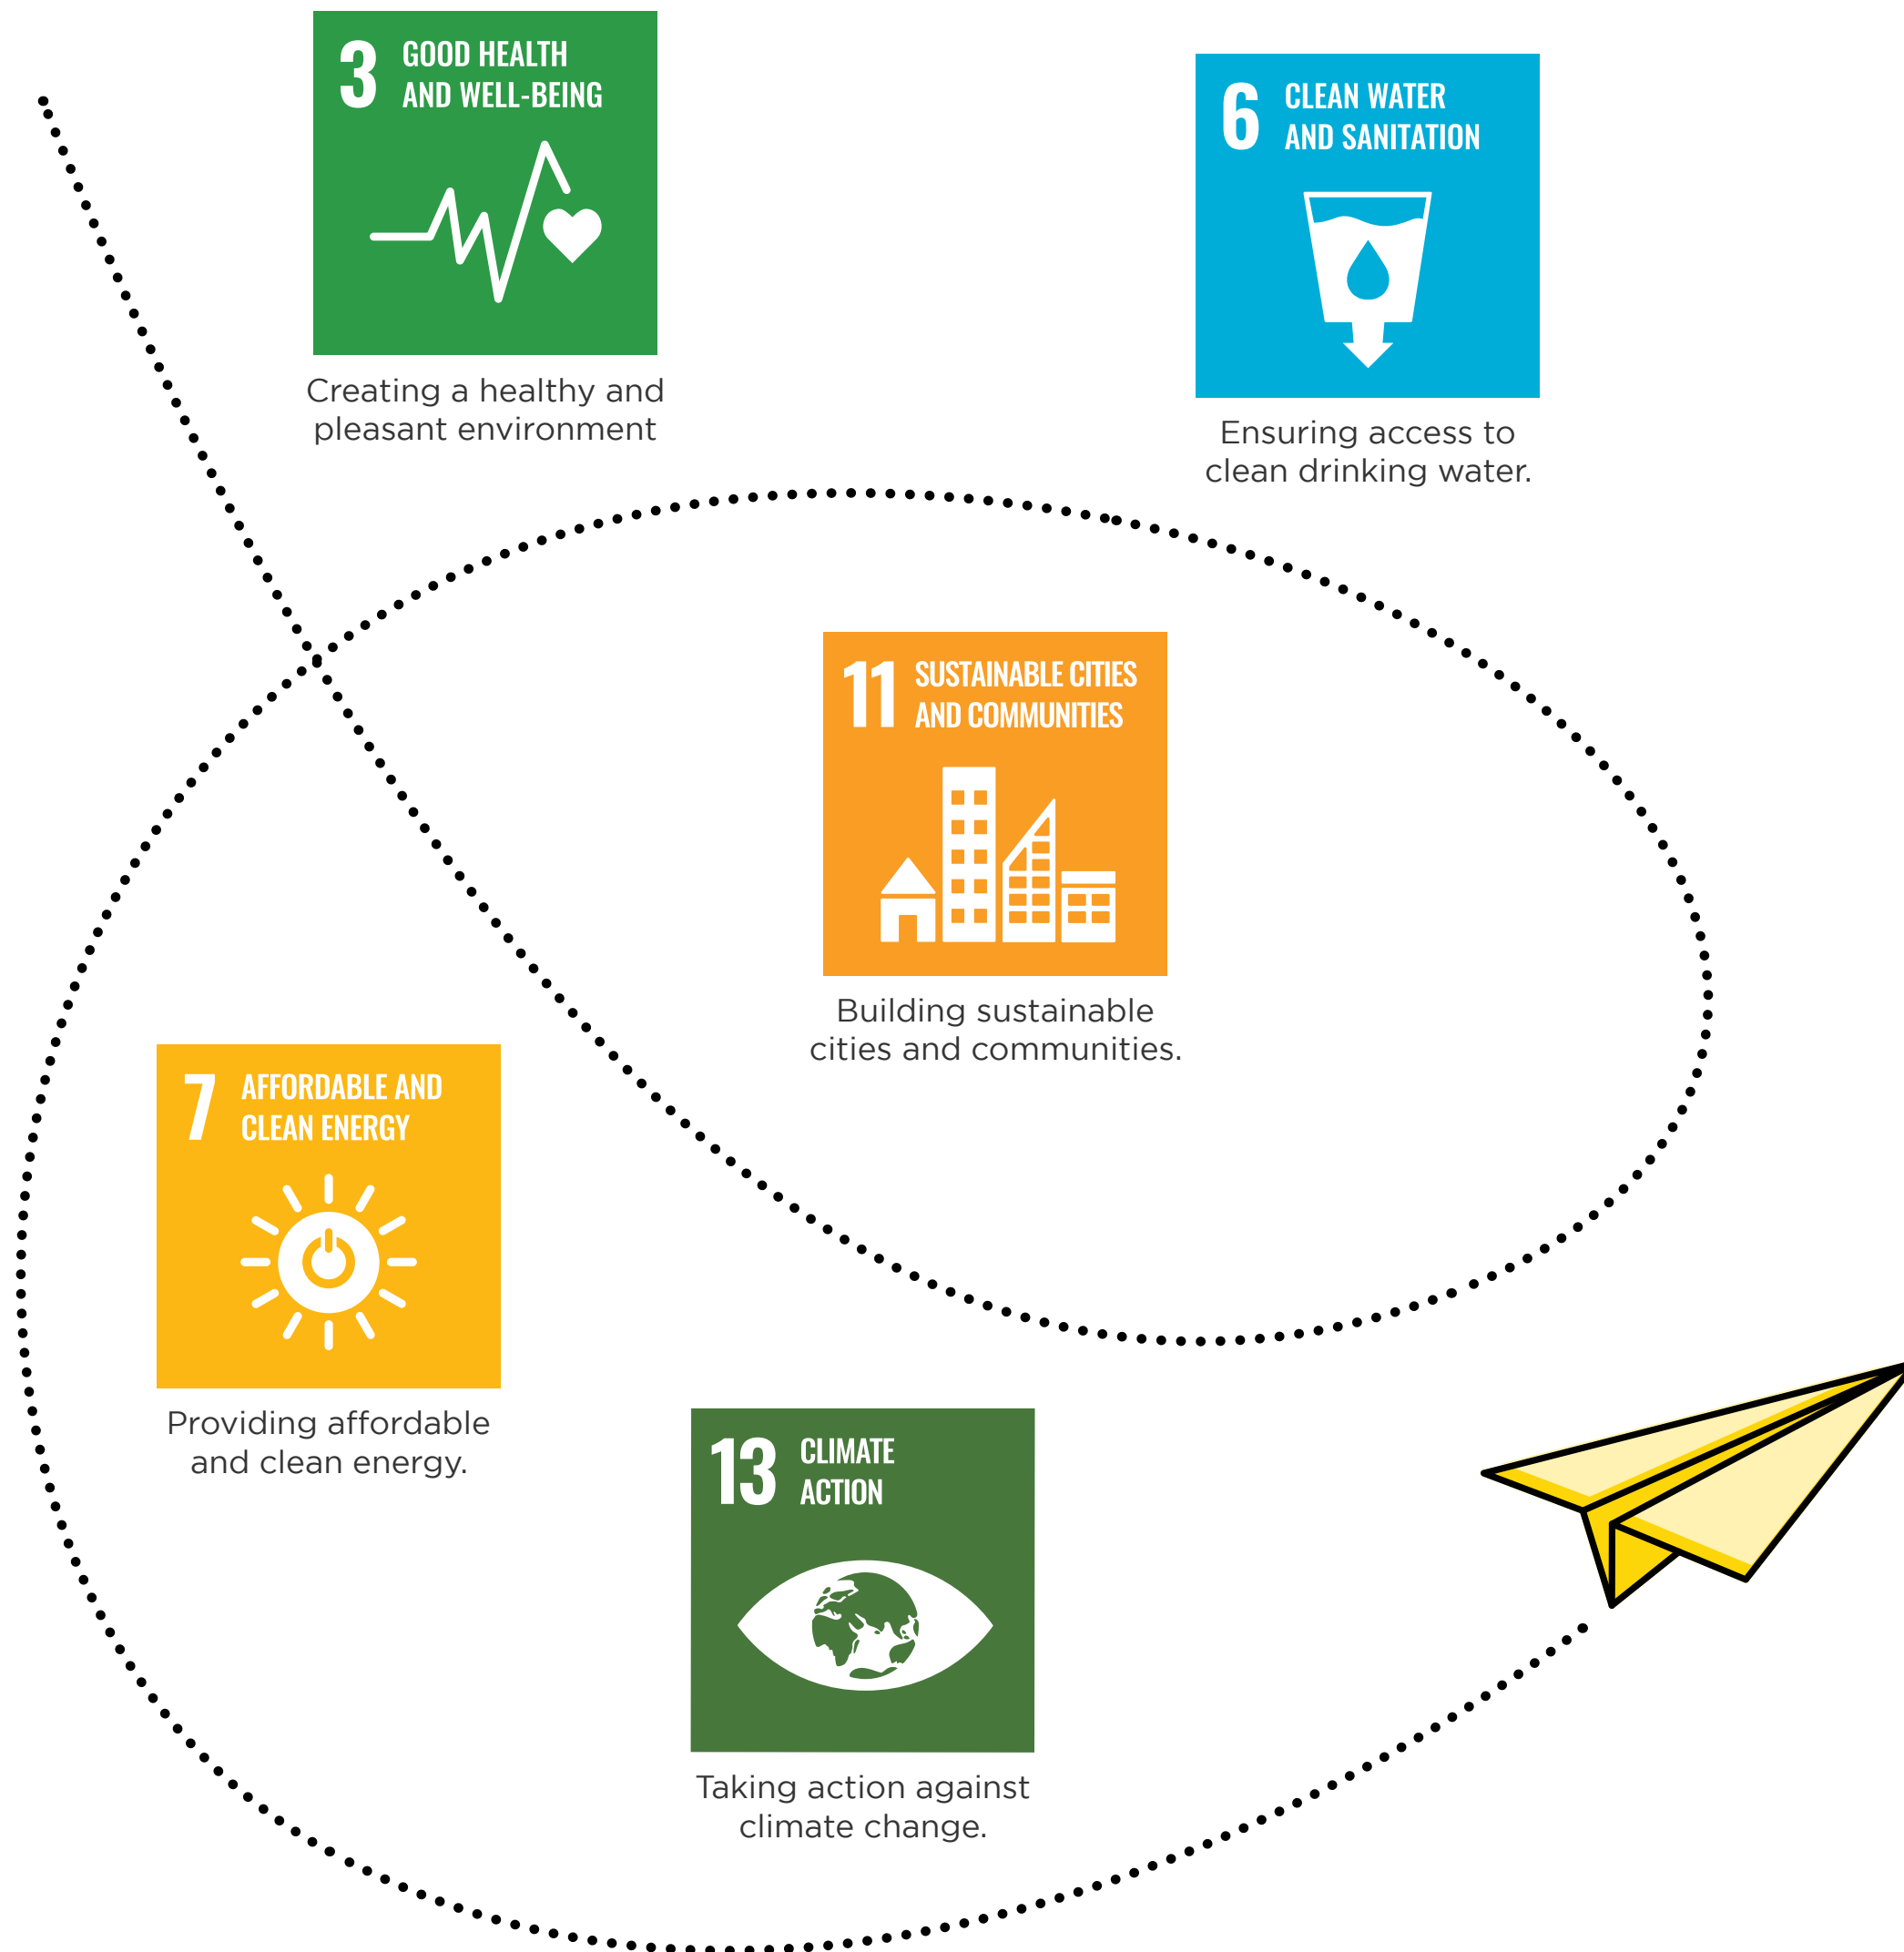 3 GOOD HEALTH
AND WELL-BEING
Creating a healthy and
pleasant environment
6 CLEAN WATER
AND SANITATION
Ensuring access to
clean drinking water.
11 SUSTAINABLE CITIES
AND COMMUNITIES
Building sustainable
cities and communities.
7 AFFORDABLE AND
CLEAN ENERGY
Providing affordable
and clean energy.
13 CLIMATE
ACTION
Taking action against
climate change.